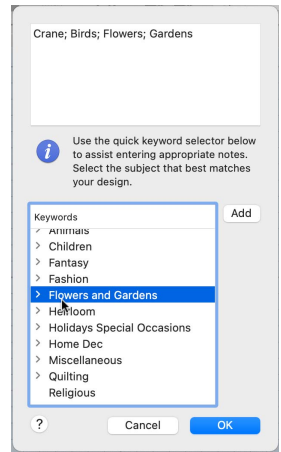 Crane; Birds; Flowers; Gardens
Use the quick keyword selector below
to assist entering appropriate notes.
Select the subject that best matches
your design.
Keywords
Add
Animals
Children
Fantasy
Fashion
Flowers and Gardens
Heirloom
Holidays Special Occasions
Home Dec
Miscellaneous
Quilting
Religious
?
Cancel
OK